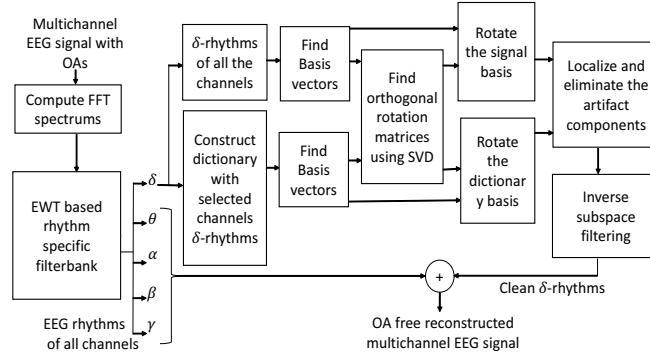 Multichannel
EEG signal with
OAs
Compute FFT
spectrums
EWT based
rhythm
specific
filterbank
δ
θ
α
β
γ
EEG rhythms
of all channels
δ-rhythms
of all the
channels
Construct
dictionary
with
selected
channels
δ-rhythms
Find
Basis
vectors
Find
Basis
vectors
Find
orthogonal
rotation
matrices
using SVD
Rotate
the signal
basis
Rotate
the
dictionar
y basis
Localize and
eliminate the
artifact
components
Inverse
subspace
filtering
Clean δ-rhythms
+
OA free reconstructed
multichannel EEG signal